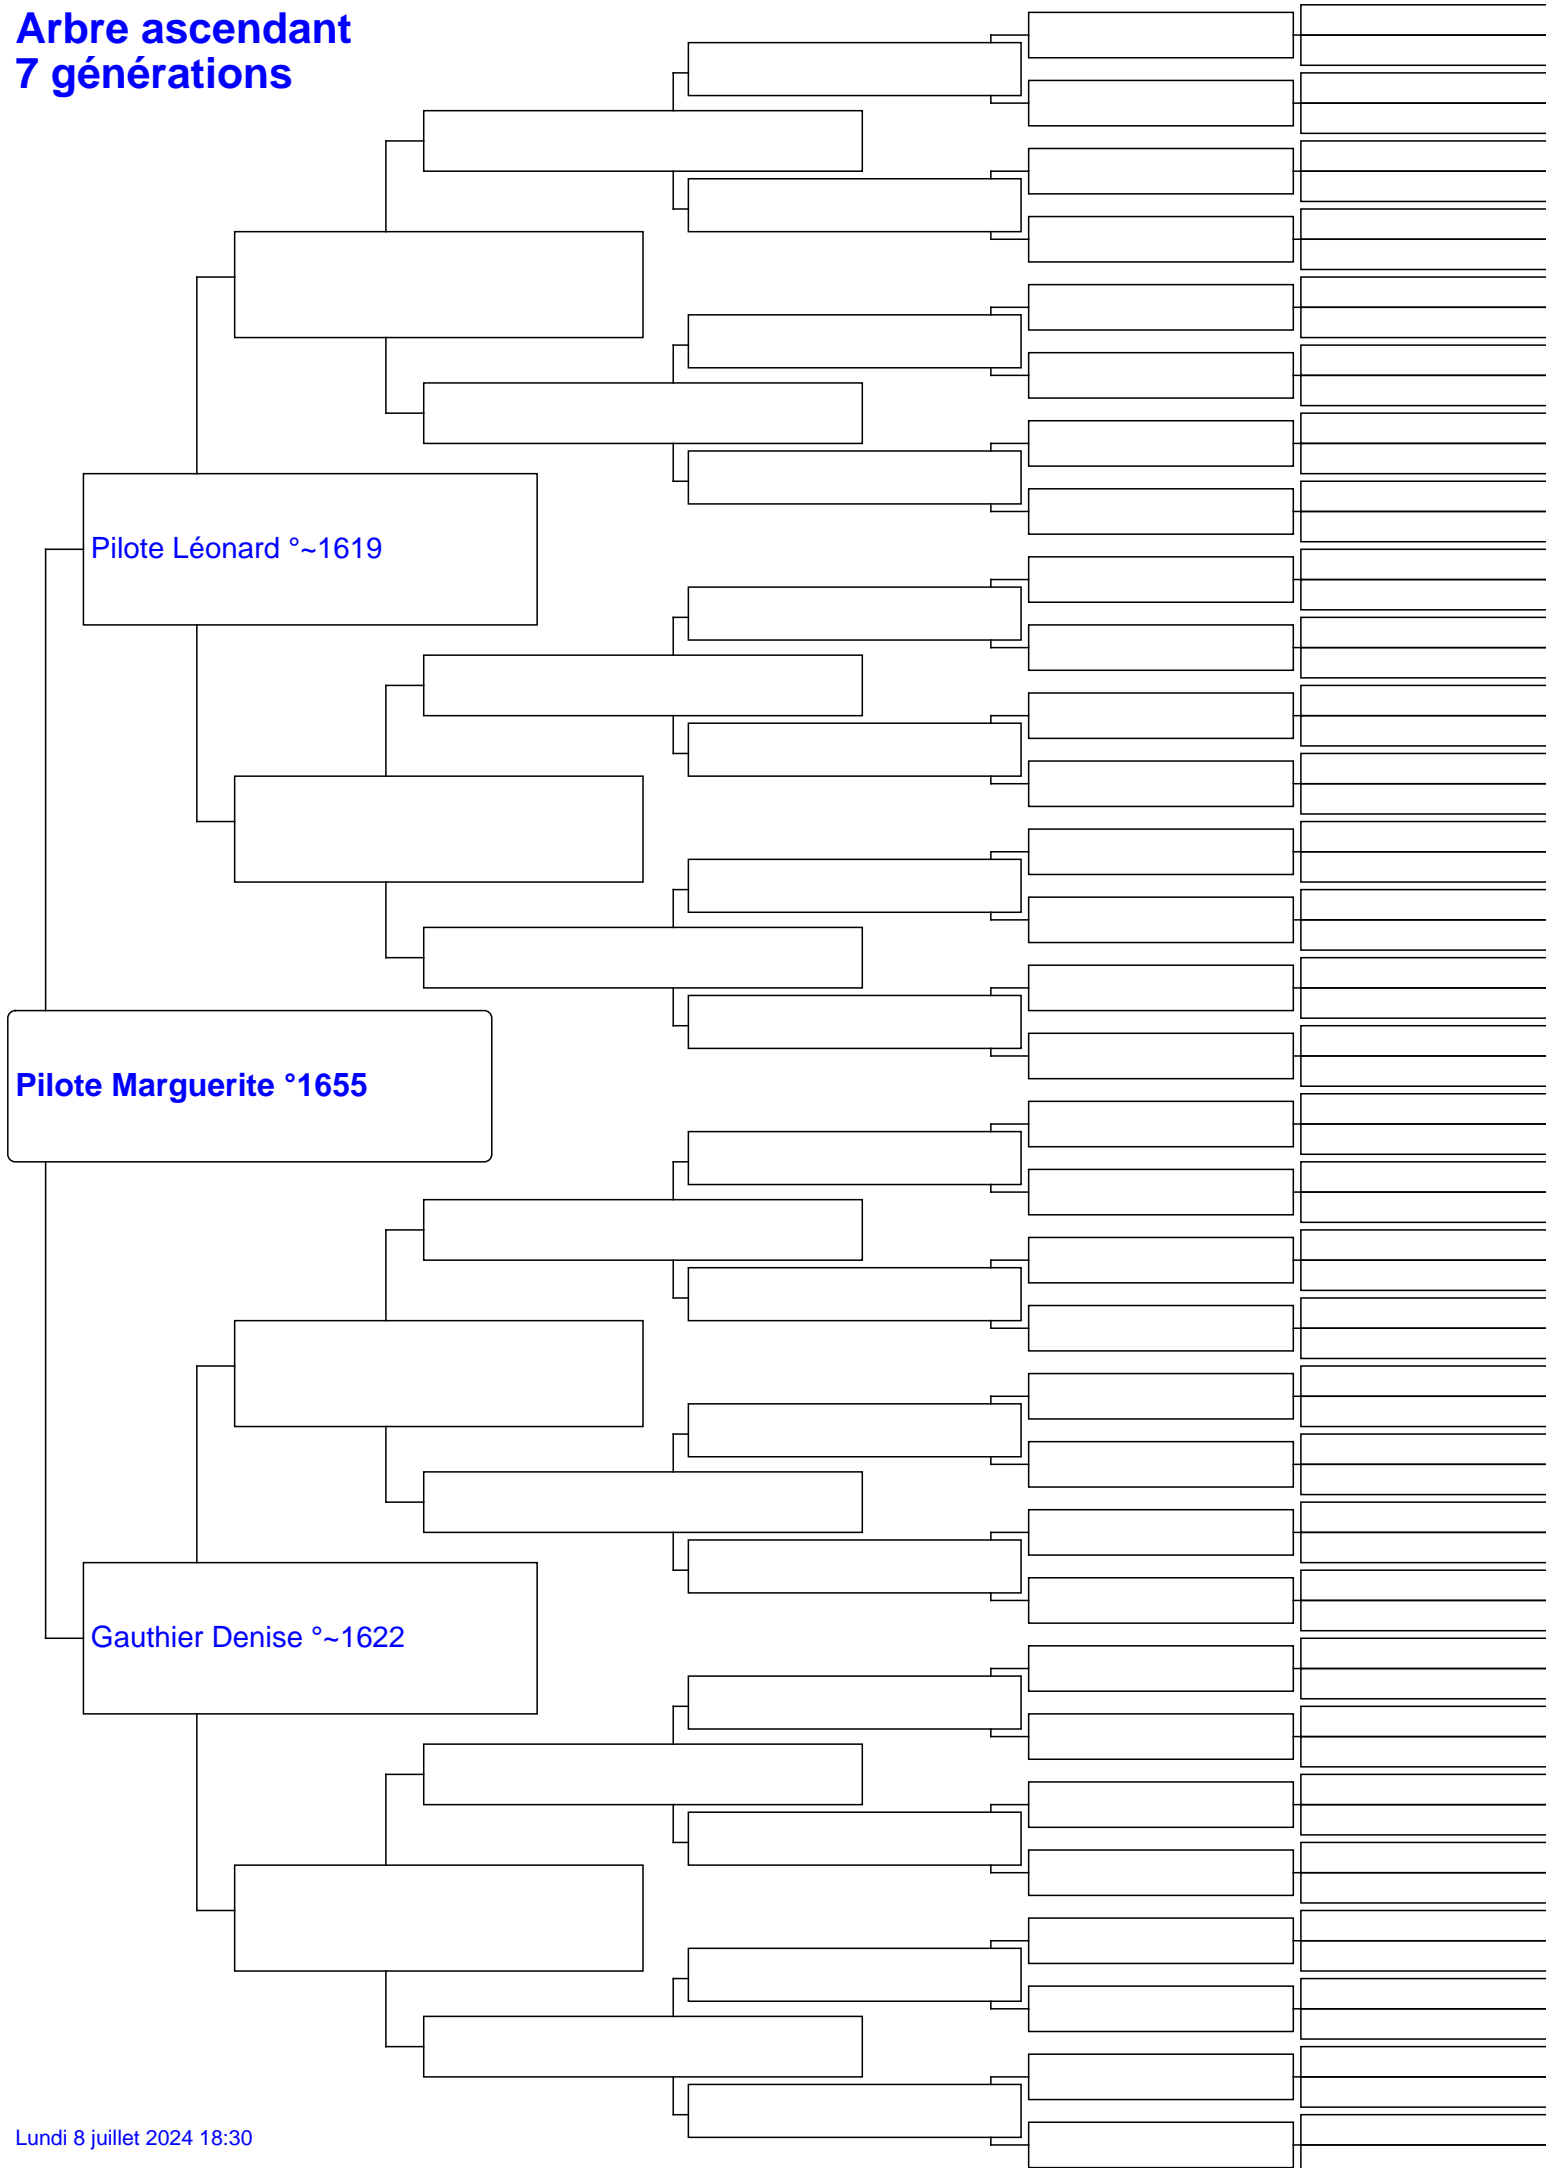 Arbre ascendant
7 générations
Pilote Léonard °~1619
Pilote Marguerite °1655
Gauthier Denise °~1622
Lundi 8 juillet 2024 18:30